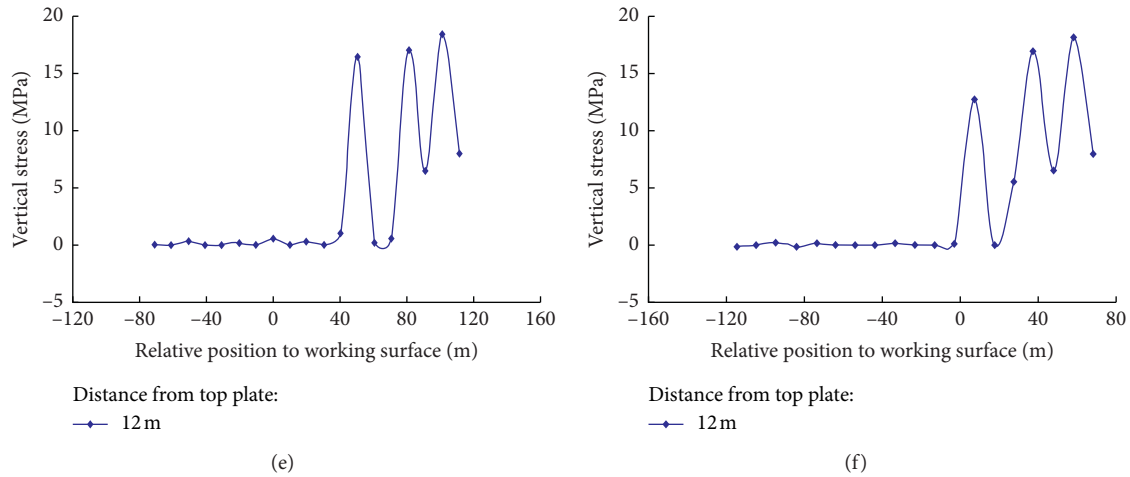 20
15
10
5
0
–5
Vertical stress (MPa)
–120 –80 –40 0 40 80 120 160
Relative position to working surface (m)
Distance from top plate:
12 m
(e)
20
15
10
5
0
–5
Vertical stress (MPa)
–160 –120 –80 –40 0 40 80
Relative position to working surface (m)
Distance from top plate:
12 m
(f)